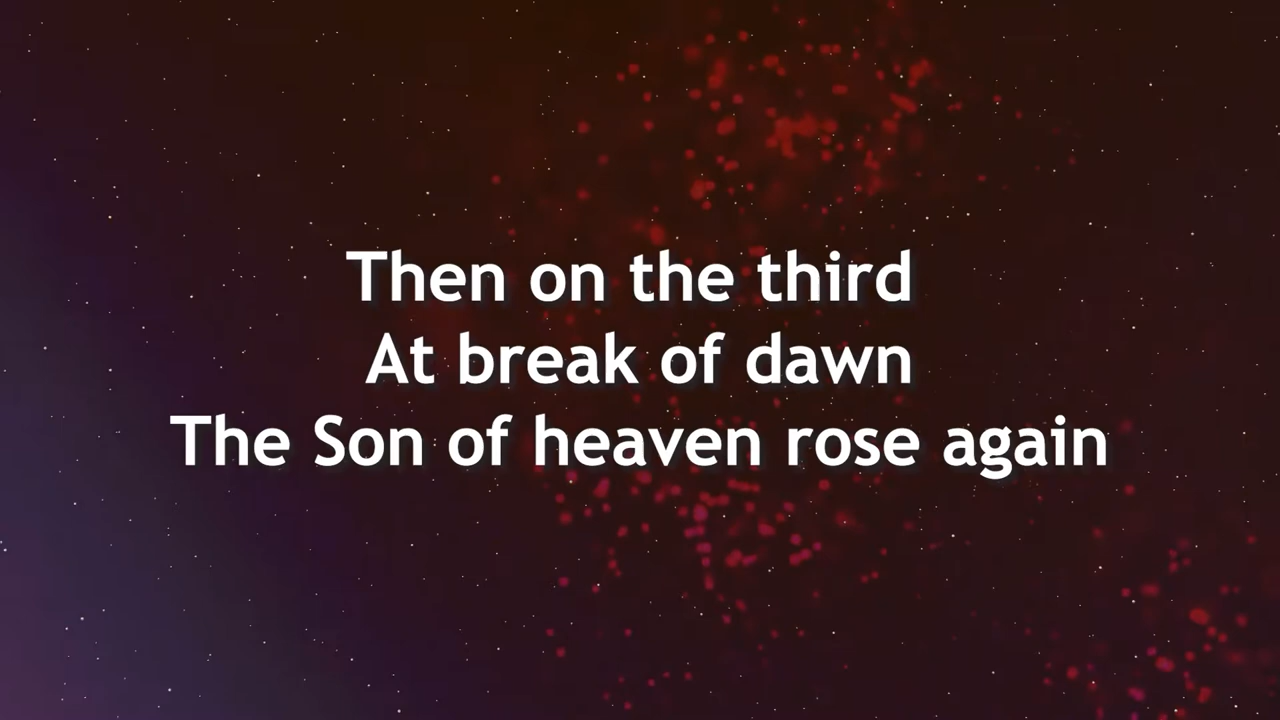 Then on the third
At break of dawn
The Son of heaven rose again